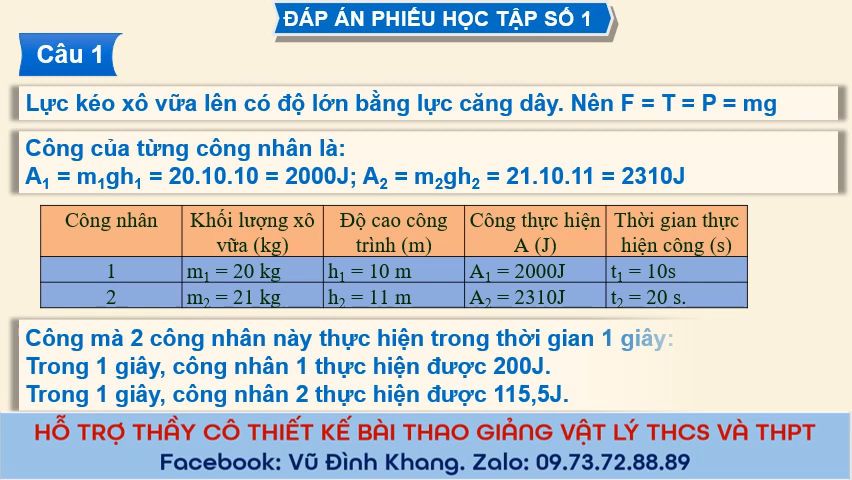 ĐÁP ÁN PHIẾU HỌC TẬP SỐ 1
Câu 1
Lực kéo xô vữa lên có độ lớn bằng lực căng dây. Nên F = T = P = mg
Công của từng công nhân là:
A₁ = m₁gh₁ = 20.10.10 = 2000J; A₂ = m₂gh₂ = 21.10.11 = 2310J
Công nhân Khối lượng xô Độ cao công Công thực hiện Thời gian thực
vữa (kg) trình (m) A (J) hiện công (s)
1 m₁ = 20 kg h₁ = 10 m A₁ = 2000J t₁ = 10s
2 m₂ = 21 kg h₂ = 11 m A₂ = 2310J t₂ = 20 s.
Công mà 2 công nhân này thực hiện trong thời gian 1 giây:
Trong 1 giây, công nhân 1 thực hiện được 200J.
Trong 1 giây, công nhân 2 thực hiện được 115,5J.
HỖ TRỢ THẦY CÔ THIẾT KẾ BÀI THAO GIẢNG VẬT LÝ THCS VÀ THPT
Facebook: Vũ Đình Khang. Zalo: 09.73.72.88.89